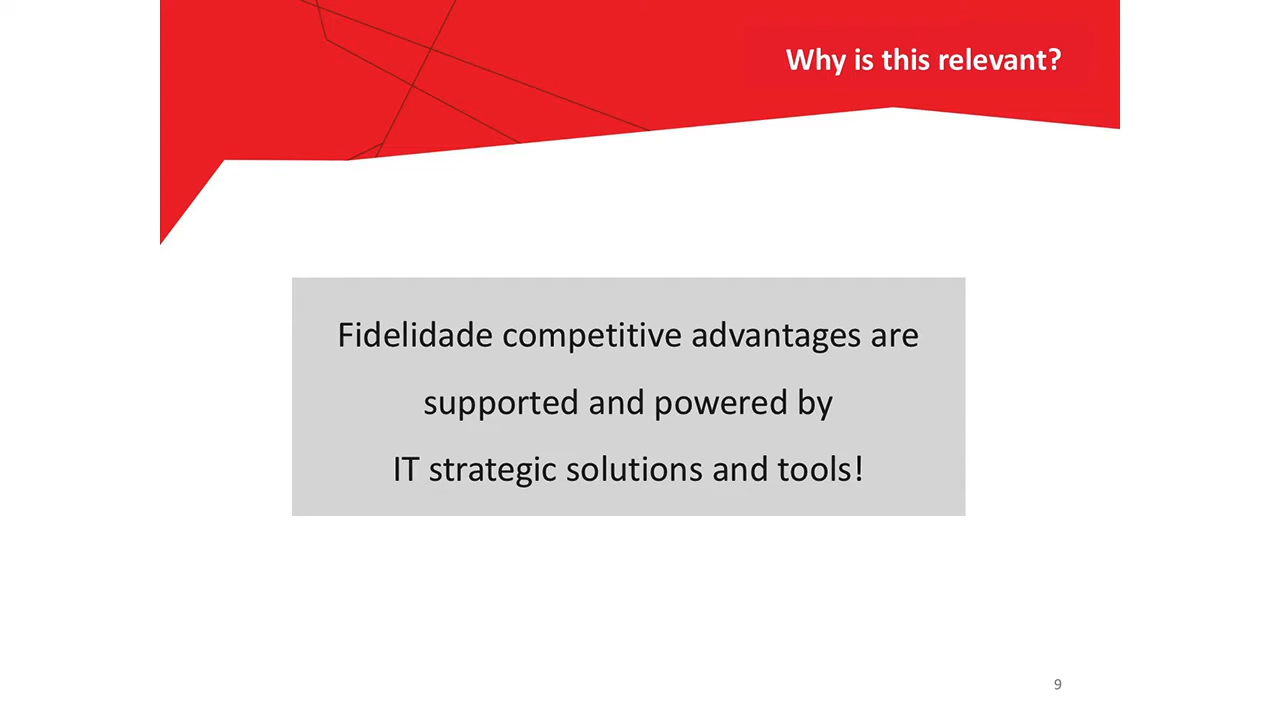 Why is this relevant?
Fidelidade competitive advantages are
supported and powered by
IT strategic solutions and tools!
9